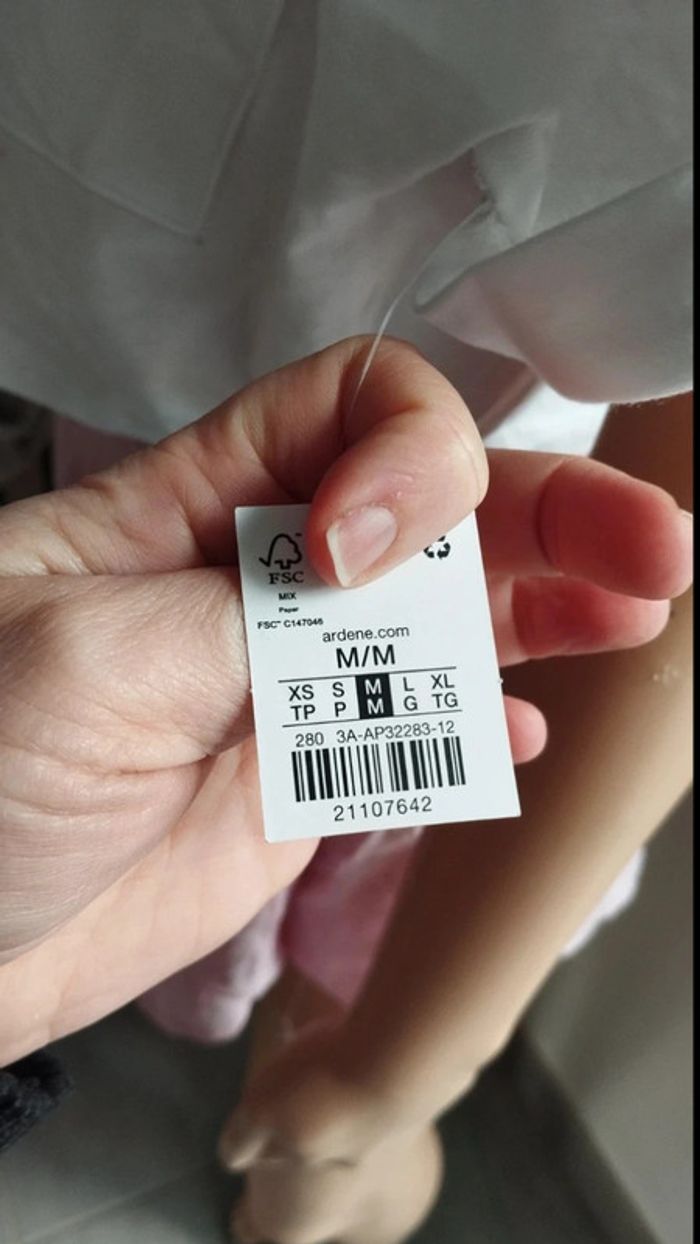 FSC
MIX
Paper
FSC™ C147046
ardene.com
M/M
XS S M L XL
TP P M G TG
280 3A-AP32283-12
21107642